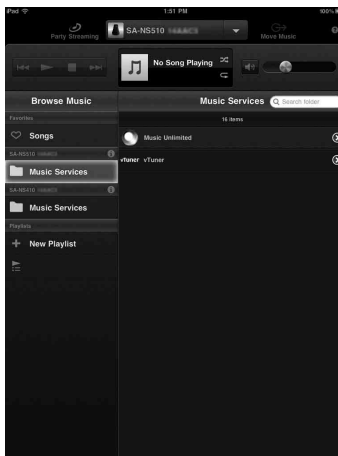 iPad 1:51 PM 100%
Party Streaming SA-NS510 Move Music
No Song Playing
Browse Music
Music Services Search folder
Favorites
16 items
Songs
Music Unlimited
SA-NS510
vTuner vTuner
Music Services
SA-NS410
Music Services
Playlists
New Playlist